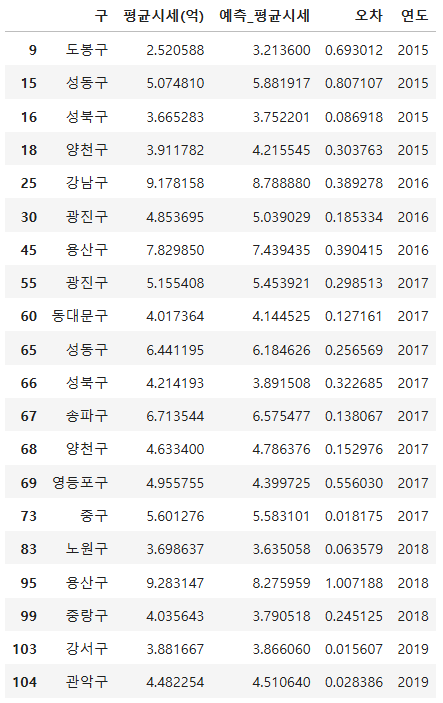 구 평균시세(억) 예측_평균시세 오차 연도
9 도봉구 2.520588 3.213600 0.693012 2015
15 성동구 5.074810 5.881917 0.807107 2015
16 성북구 3.665283 3.752201 0.086918 2015
18 양천구 3.911782 4.215545 0.303763 2015
25 강남구 9.178158 8.788880 0.389278 2016
30 광진구 4.853695 5.039029 0.185334 2016
45 용산구 7.829850 7.439435 0.390415 2016
55 광진구 5.155408 5.453921 0.298513 2017
60 동대문구 4.017364 4.144525 0.127161 2017
65 성동구 6.441195 6.184626 0.256569 2017
66 성북구 4.214193 3.891508 0.322685 2017
67 송파구 6.713544 6.575477 0.138067 2017
68 양천구 4.633400 4.786376 0.152976 2017
69 영등포구 4.955755 4.399725 0.556030 2017
73 중구 5.601276 5.583101 0.018175 2017
83 노원구 3.698637 3.635058 0.063579 2018
95 용산구 9.283147 8.275959 1.007188 2018
99 중랑구 4.035643 3.790518 0.245125 2018
103 강서구 3.881667 3.866060 0.015607 2019
104 관악구 4.482254 4.510640 0.028386 2019